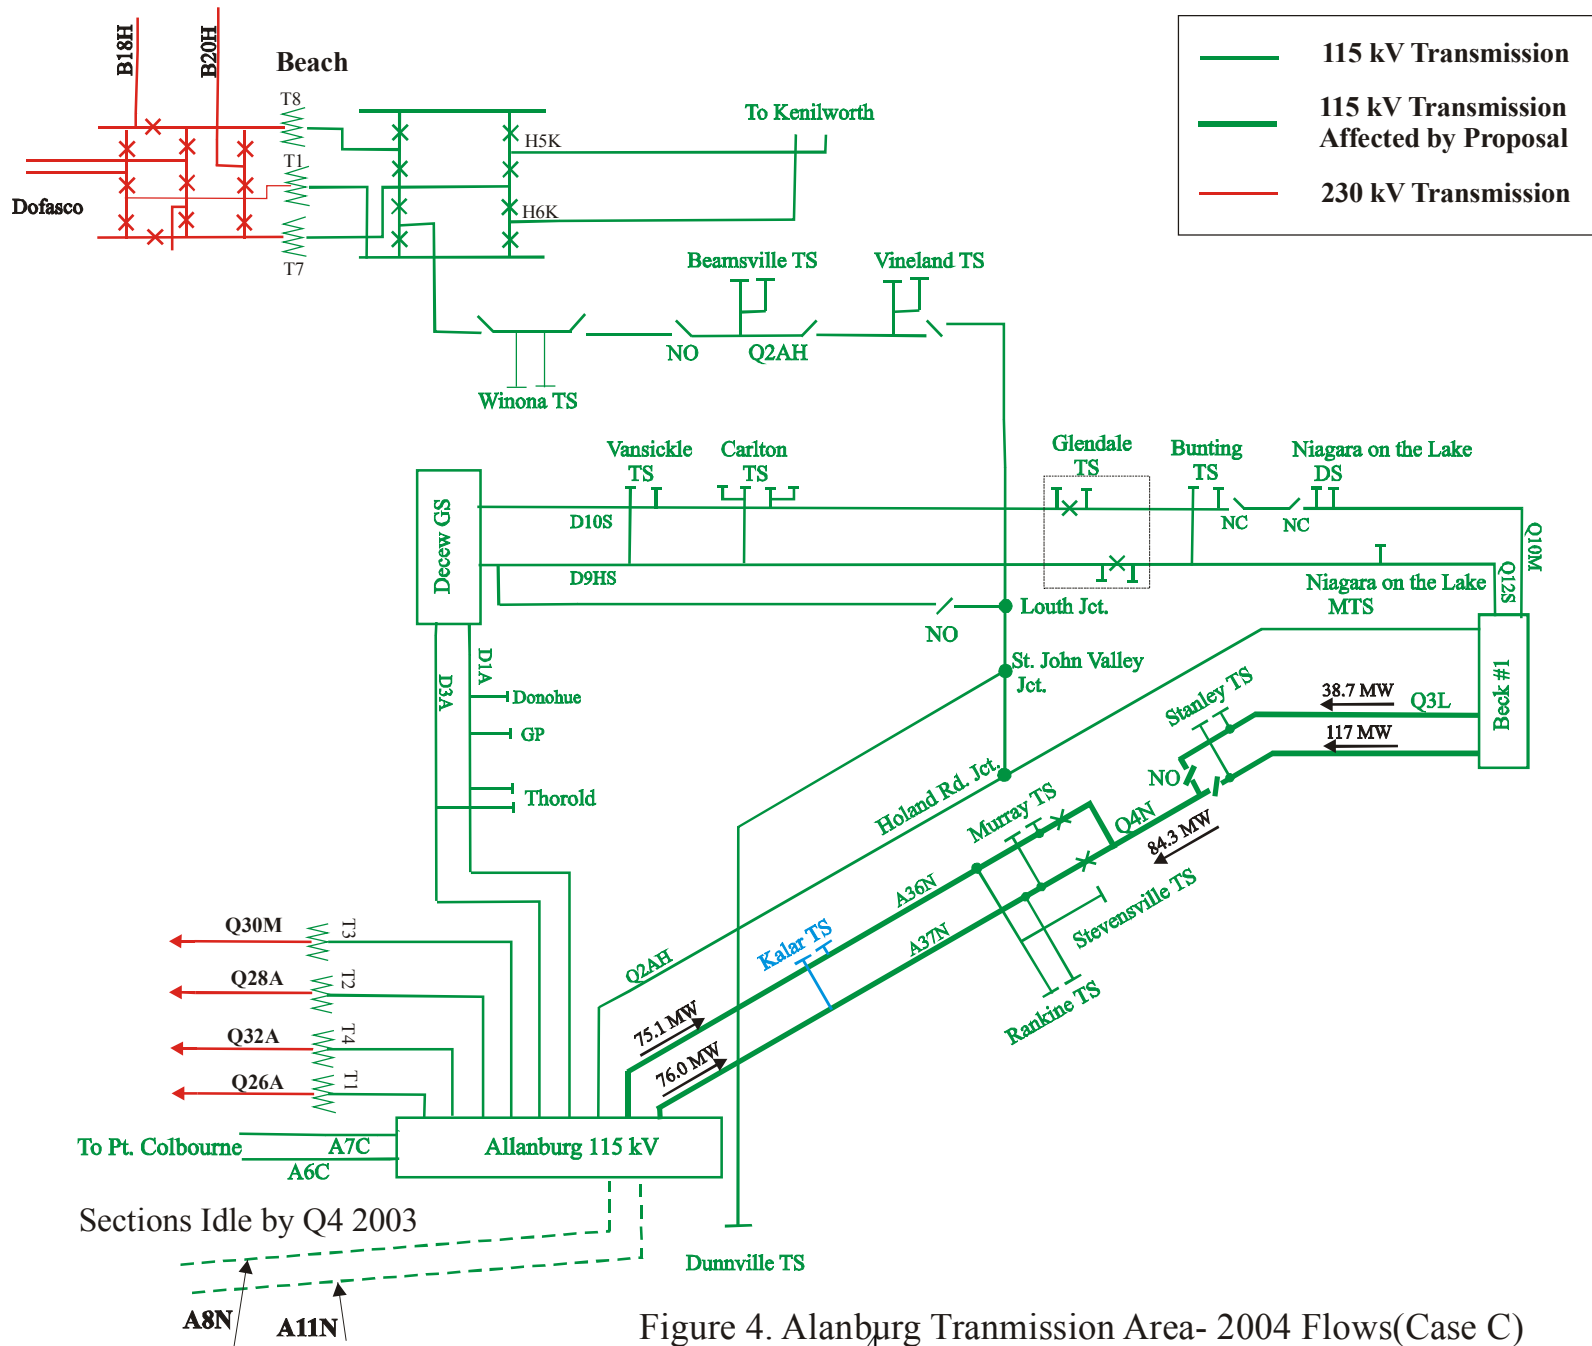 B18H
B20H
Beach
T8
T1
T7
Dofasco
H5K
H6K
To Kenilworth
115 kV Transmission
115 kV Transmission
Affected by Proposal
230 kV Transmission
Beamsville TS
Vineland TS
NO
Q2AH
Winona TS
Vansickle
TS
Carlton
TS
Glendale
TS
Bunting
TS
Niagara on the Lake
DS
Decew GS
D10S
D9HS
NC
NC
Q10M
Q12S
Niagara on the Lake
MTS
NO
Louth Jct.
St. John Valley
Jct.
D1A
D3A
Donohue
GP
Thorold
Beck #1
Stanley TS
38.7 MW
Q3L
117 MW
NO
Holand Rd. Jct.
Murray TS
Q4N
84.3 MW
A36N
A37N
Stevensville TS
Rankine TS
Kalar TS
Q2AH
75.1 MW
76.0 MW
Q30M
T3
Q28A
T2
Q32A
T4
Q26A
T1
To Pt. Colbourne
A7C
A6C
Allanburg 115 kV
Sections Idle by Q4 2003
Dunnville TS
A8N
A11N
Figure 4. Alanburg Tranmission Area- 2004 Flows(Case C)
4